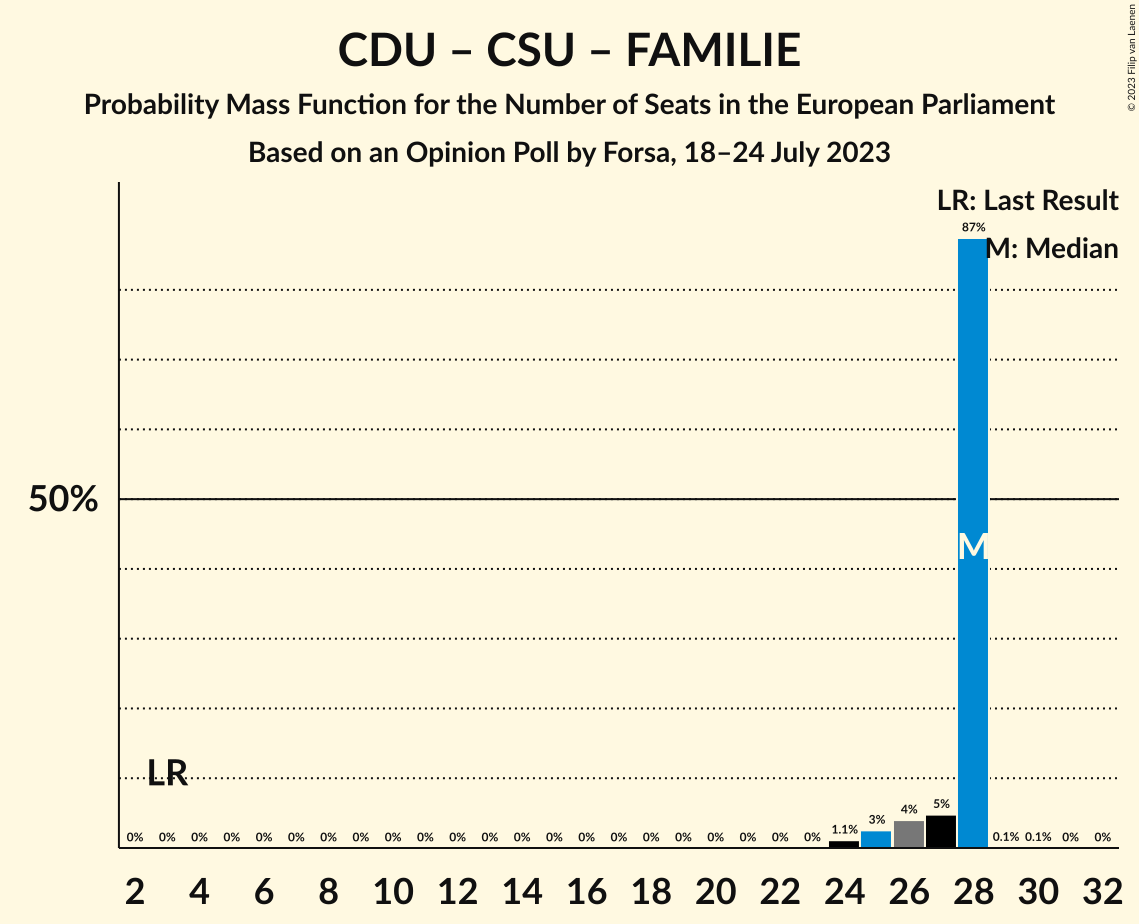 CDU – CSU – FAMILIE
Probability Mass Function for the Number of Seats in the European Parliament
Based on an Opinion Poll by Forsa, 18–24 July 2023
© 2023 Filip van Laenen
LR: Last Result
87%
M: Median
50%
M
LR
0% 0% 0% 0% 0% 0% 0% 0% 0% 0% 0% 0% 0% 0% 0% 0% 0% 0% 0% 0% 0% 0% 1.1% 3% 4% 5% 0.1% 0.1% 0% 0%
2 4 6 8 10 12 14 16 18 20 22 24 26 28 30 32